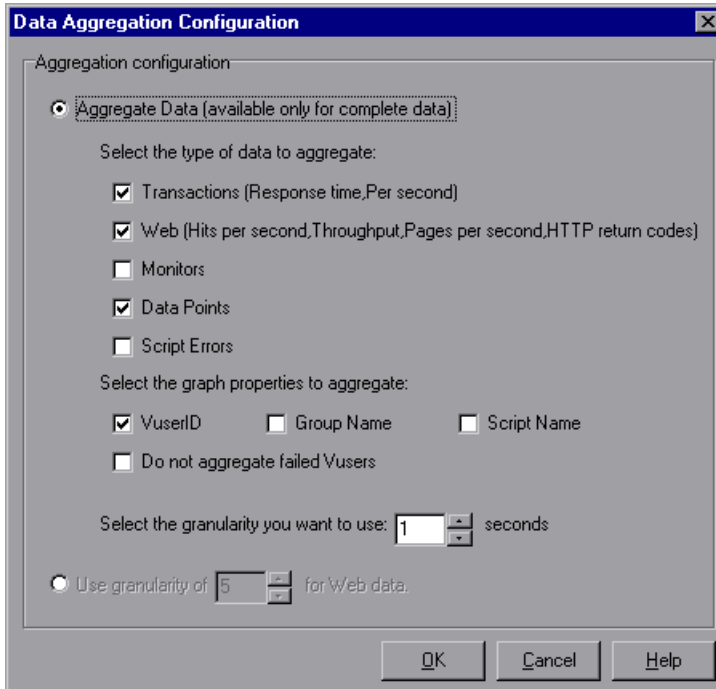 Data Aggregation Configuration
Aggregation configuration
Aggregate Data (available only for complete data)
Select the type of data to aggregate:
Transactions (Response time,Per second)
Web (Hits per second,Throughput,Pages per second,HTTP return codes)
Monitors
Data Points
Script Errors
Select the graph properties to aggregate:
VuserID Group Name Script Name
Do not aggregate failed Vusers
Select the granularity you want to use: 1 seconds
Use granularity of 5 for Web data.
OK Cancel Help